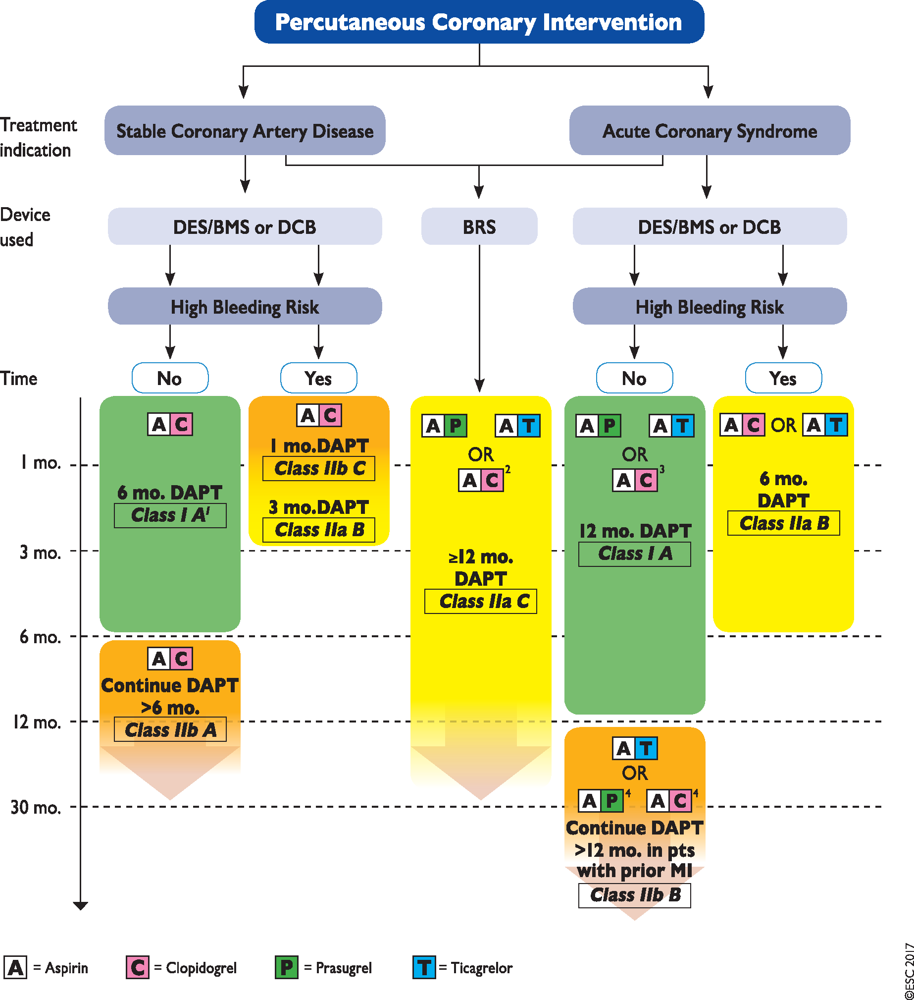 Percutaneous Coronary Intervention
Treatment
indication
Stable Coronary Artery Disease
Acute Coronary Syndrome
Device
used
DES/BMS or DCB
BRS
DES/BMS or DCB
High Bleeding Risk
High Bleeding Risk
Time
No
Yes
No
Yes
A C
6 mo. DAPT
Class I A1
A C
Continue DAPT
>6 mo.
Class IIb A
A C
1 mo.DAPT
Class IIb C
3 mo.DAPT
Class IIa B
A P A T
OR
A C 2
≥12 mo.
DAPT
Class IIa C
A P A T
OR
A C 3
12 mo. DAPT
Class I A
A T
OR
A P 4 A C 4
Continue DAPT
>12 mo. in pts
with prior MI
Class IIb B
A C OR A T
6 mo.
DAPT
Class IIa B
1 mo.
3 mo.
6 mo.
12 mo.
30 mo.
A = Aspirin C = Clopidogrel P = Prasugrel T = Ticagrelor
©ESC 2017